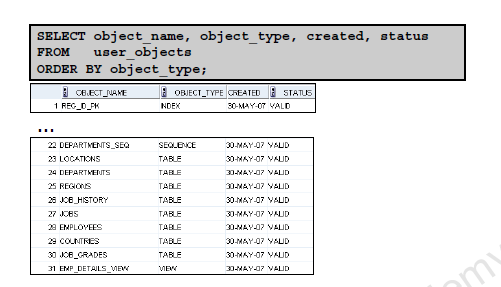 SELECT object_name, object_type, created, status
FROM user_objects
ORDER BY object_type;
OBJECT_NAME OBJECT_TYPE CREATED STATUS
1 REG_ID_PK INDEX 30-MAY-07 VALID
...
22 DEPARTMENTS_SEQ SEQUENCE 30-MAY-07 VALID
23 LOCATIONS TABLE 30-MAY-07 VALID
24 DEPARTMENTS TABLE 30-MAY-07 VALID
25 REGIONS TABLE 30-MAY-07 VALID
26 JOB_HISTORY TABLE 30-MAY-07 VALID
27 JOBS TABLE 30-MAY-07 VALID
28 EMPLOYEES TABLE 30-MAY-07 VALID
29 COUNTRIES TABLE 30-MAY-07 VALID
30 JOB_GRADES TABLE 30-MAY-07 VALID
31 EMP_DETAILS_VIEW VIEW 30-MAY-07 VALID